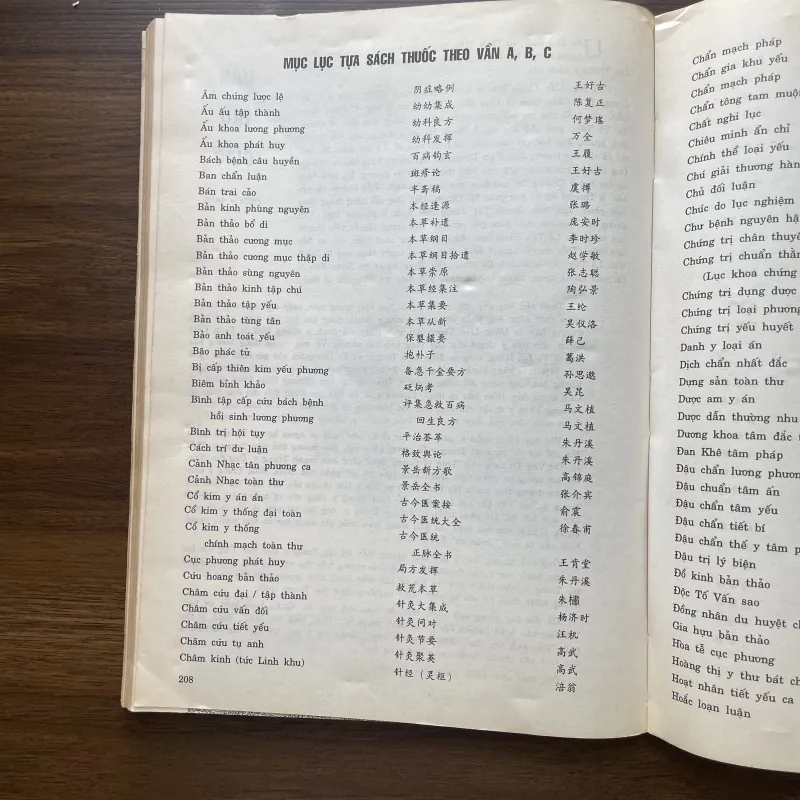 MỤC LỤC TỰA SÁCH THUỐC THEO VẦN A, B, C
Âm chứng lược lệ 阴症略例 王好古
Ấu ấu tập thành 幼幼集成 陈复正
Ấu khoa lương phương 幼科良方 何梦瑶
Ấu khoa phát huy 幼科发挥 万全
Bách bệnh câu huyền 百病钩玄 王履
Ban chẩn luận 斑疹论 王好古
Bán trai cảo 半斋稿 虞搏
Bản kinh phùng nguyên 本经逢源 张璐
Bản thảo bổ di 本草补遗 庞安时
Bản thảo cương mục 本草纲目 李时珍
Bản thảo cương mục thập di 本草纲目拾遗 赵学敏
Bản thảo sùng nguyên 本草崇原 张志聪
Bản thảo kinh tập chú 本草经集注 陶弘景
Bản thảo tập yếu 本草集要 王纶
Bản thảo tùng tân 本草从新 吴仪洛
Bảo anh toát yếu 保婴撮要 薛己
Bão phác tử 抱朴子 葛洪
Bị cấp thiên kim yếu phương 备急千金要方 孙思邈
Biêm bỉnh khảo 砭炳考 吴昆
Bình tập cấp cứu bách bệnh 评集急救百病 马文植
hồi sinh lương phương 回生良方 马文植
Bình trị hội tụy 平治荟萃 朱丹溪
Cách trí dư luận 格致舆论 朱丹溪
Cảnh Nhạc tân phương ca 景岳新方歌 高锦庭
Cảnh Nhạc toàn thư 景岳全书 张介宾
Cổ kim y án án 古今医案按 俞震
Cổ kim y thống đại toàn 古今医统大全 徐春甫
Cổ kim y thống 古今医统
chính mạch toàn thư 正脉全书 王肯堂
Cục phương phát huy 局方发挥 朱丹溪
Cứu hoang bản thảo 救荒本草 朱橚
Châm cứu đại / tập thành 针灸大集成 杨济时
Châm cứu vấn đối 针灸问对 汪机
Châm cứu tiết yếu 针灸节要 高武
Châm cứu tụ anh 针灸聚英 高武
Châm kinh (tức Linh khu) 针经 (灵枢) 涪翁
208
Chẩn mạch pháp
Chẩn gia khu yếu
Chẩn mạch pháp
Chẩn tông tam muội
Chất nghi lục
Chiêu minh ẩn chỉ
Chính thể loại yếu
Chú giải thương hàn
Chủ đối luận
Chúc do lục nghiệm
Chư bệnh nguyên hậ
Chứng trị chân thuyê
Chứng trị chuẩn thằn
(Lục khoa chứng
Chứng trị dụng dược
Chứng trị loại phương
Chứng trị yếu huyết
Danh y loại án
Dịch chẩn nhất đắc
Dụng sản toàn thư
Dược am y án
Dược dẫn thường nhu
Dương khoa tâm đắc t
Đan Khê tâm pháp
Đậu chẩn lương phương
Đậu chuẩn tâm ấn
Đậu chẩn tâm yếu
Đậu chẩn tiết bí
Đậu chẩn thế y tâm p
Đậu trị lý biện
Đồ kinh bản thảo
Độc Tố Vấn sao
Đồng nhân du huyệt ch
Gia hựu bản thảo
Hòa tễ cục phương
Hoàng thị y thư bát ch
Hoạt nhân tiết yếu ca
Hoắc loạn luận